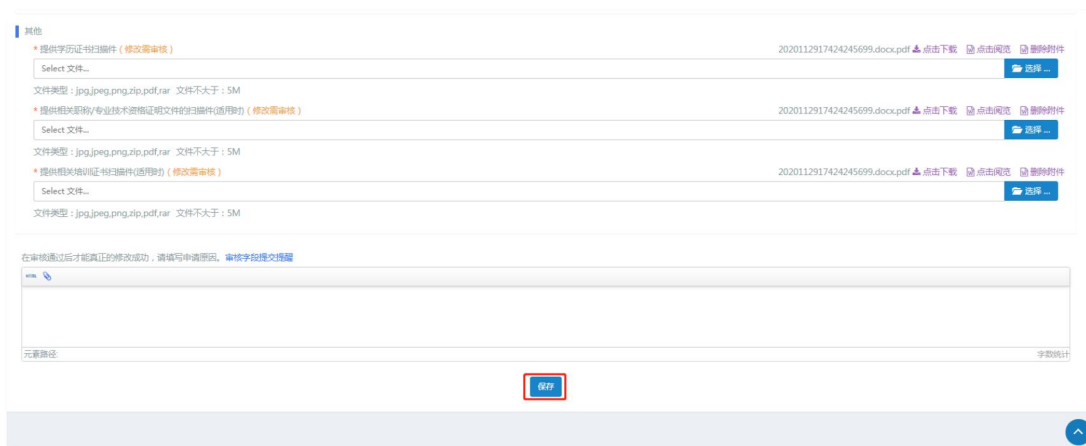 其他
* 提供学历证书扫描件 ( 修改需审核 ) 2020112917424245699.docx.pdf 点击下载 点击阅览 删除附件
Select 文件... 选择 ...
文件类型：jpg,jpeg,png,zip,pdf,rar 文件不大于：5M
* 提供相关职称/专业技术资格证明文件的扫描件(适用时) ( 修改需审核 ) 2020112917424245699.docx.pdf 点击下载 点击阅览 删除附件
Select 文件... 选择 ...
文件类型：jpg,jpeg,png,zip,pdf,rar 文件不大于：5M
* 提供相关培训证书扫描件(适用时) ( 修改需审核 ) 2020112917424245699.docx.pdf 点击下载 点击阅览 删除附件
Select 文件... 选择 ...
文件类型：jpg,jpeg,png,zip,pdf,rar 文件不大于：5M
在审核通过后才能真正的修改成功，请填写申请原因。审核字段提交提醒
HTML
元素路径: 字数统计
保存